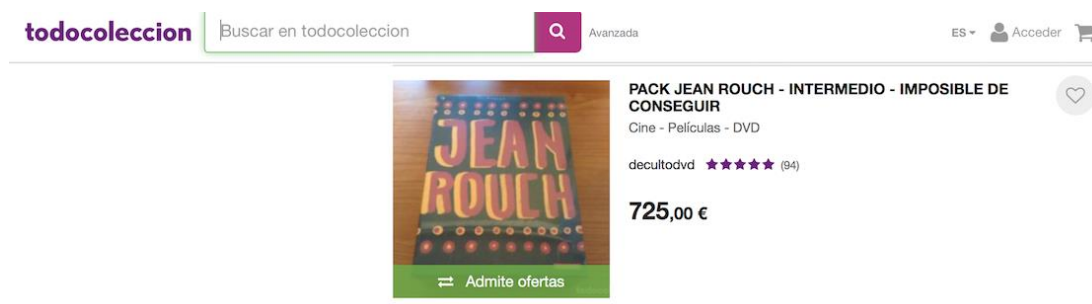 todocoleccion
Buscar en todocoleccion
Avanzada
ES
Acceder
PACK JEAN ROUCH - INTERMEDIO - IMPOSIBLE DE
CONSEGUIR
Cine - Películas - DVD
decultodvd
(94)
725,00 €
JEAN
ROUCH
Admite ofertas